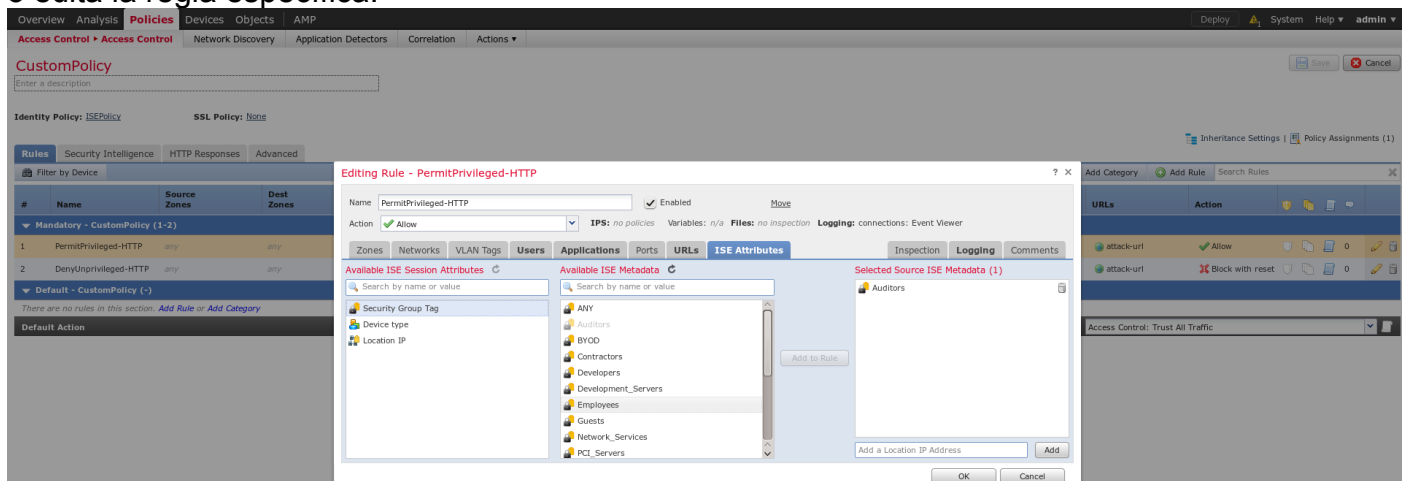 o edita la regla específica.
Overview Analysis Policies Devices Objects AMP
Deploy System Help admin
Access Control ▸ Access Control Network Discovery Application Detectors Correlation Actions
CustomPolicy
Save Cancel
Enter a description
Identity Policy: ISEPolicy SSL Policy: None
Inheritance Settings | Policy Assignments (1)
Rules Security Intelligence HTTP Responses Advanced
Filter by Device
Add Category Add Rule Search Rules
# Name Source Zones Dest Zones
URLs Action
Mandatory - CustomPolicy (1-2)
1 PermitPrivileged-HTTP any any
attack-url Allow 0
2 DenyUnprivileged-HTTP any any
attack-url Block with reset 0
Default - CustomPolicy (-)
There are no rules in this section. Add Rule or Add Category
Default Action
Access Control: Trust All Traffic
Editing Rule - PermitPrivileged-HTTP
? X
Name PermitPrivileged-HTTP Enabled Move
Action Allow IPS: no policies Variables: n/a Files: no inspection Logging: connections: Event Viewer
Zones Networks VLAN Tags Users Applications Ports URLs ISE Attributes Inspection Logging Comments
Available ISE Session Attributes
Search by name or value
Security Group Tag
Device type
Location IP
Available ISE Metadata
Search by name or value
ANY
Auditors
BYOD
Contractors
Developers
Development_Servers
Employees
Guests
Network_Services
PCI_Servers
Add to Rule
Selected Source ISE Metadata (1)
Auditors
Add a Location IP Address Add
OK Cancel